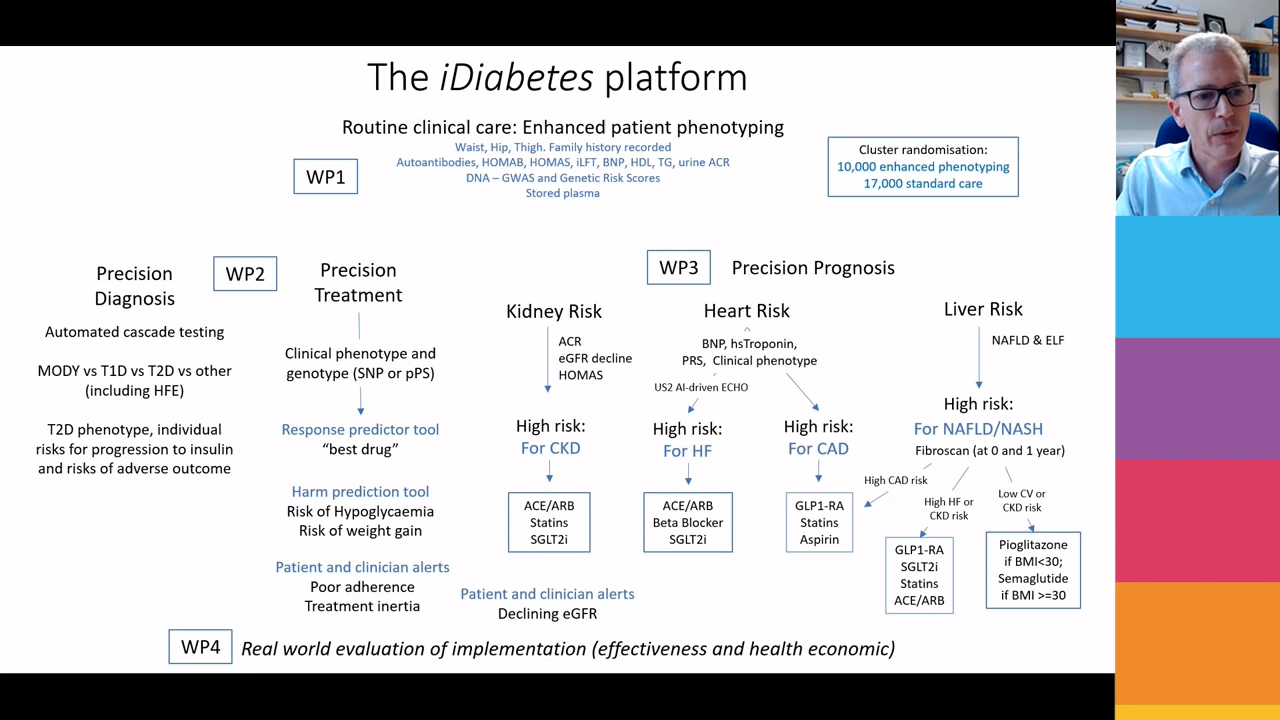 The iDiabetes platform
Routine clinical care: Enhanced patient phenotyping
Waist, Hip, Thigh. Family history recorded
Autoantibodies, HOMAB, HOMAS, iLFT, BNP, HDL, TG, urine ACR
DNA – GWAS and Genetic Risk Scores
Stored plasma
WP1
Cluster randomisation:
10,000 enhanced phenotyping
17,000 standard care
Precision
Diagnosis
Automated cascade testing
MODY vs T1D vs T2D vs other
(including HFE)
T2D phenotype, individual
risks for progression to insulin
and risks of adverse outcome
WP2
Precision
Treatment
Clinical phenotype and
genotype (SNP or pPS)
Response predictor tool
“best drug”
Harm prediction tool
Risk of Hypoglycaemia
Risk of weight gain
Patient and clinician alerts
Poor adherence
Treatment inertia
WP3
Precision Prognosis
Kidney Risk
ACR
eGFR decline
HOMAS
High risk:
For CKD
ACE/ARB
Statins
SGLT2i
Patient and clinician alerts
Declining eGFR
Heart Risk
BNP, hsTroponin,
PRS, Clinical phenotype
US2 AI-driven ECHO
High risk:
For HF
ACE/ARB
Beta Blocker
SGLT2i
High risk:
For CAD
GLP1-RA
Statins
Aspirin
Liver Risk
NAFLD & ELF
High risk:
For NAFLD/NASH
Fibroscan (at 0 and 1 year)
High CAD risk
High HF or
CKD risk
Low CV or
CKD risk
GLP1-RA
SGLT2i
Statins
ACE/ARB
Pioglitazone
if BMI<30;
Semaglutide
if BMI >=30
WP4
Real world evaluation of implementation (effectiveness and health economic)